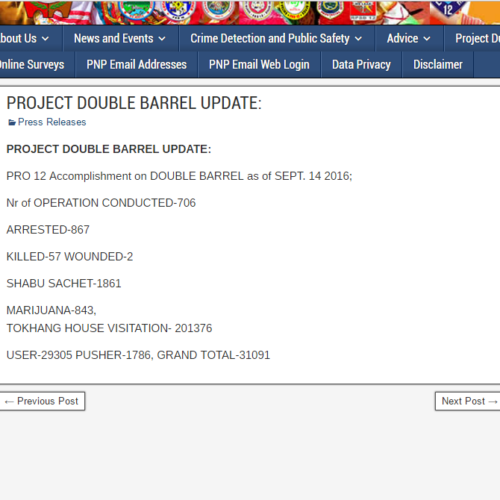 bout Us
News and Events
Crime Detection and Public Safety
Advice
Project D
nline Surveys
PNP Email Addresses
PNP Email Web Login
Data Privacy
Disclaimer
PROJECT DOUBLE BARREL UPDATE:
Press Releases
PROJECT DOUBLE BARREL UPDATE:
PRO 12 Accomplishment on DOUBLE BARREL as of SEPT. 14 2016;
Nr of OPERATION CONDUCTED-706
ARRESTED-867
KILLED-57 WOUNDED-2
SHABU SACHET-1861
MARIJUANA-843,
TOKHANG HOUSE VISITATION- 201376
USER-29305 PUSHER-1786, GRAND TOTAL-31091
← Previous Post
Next Post →